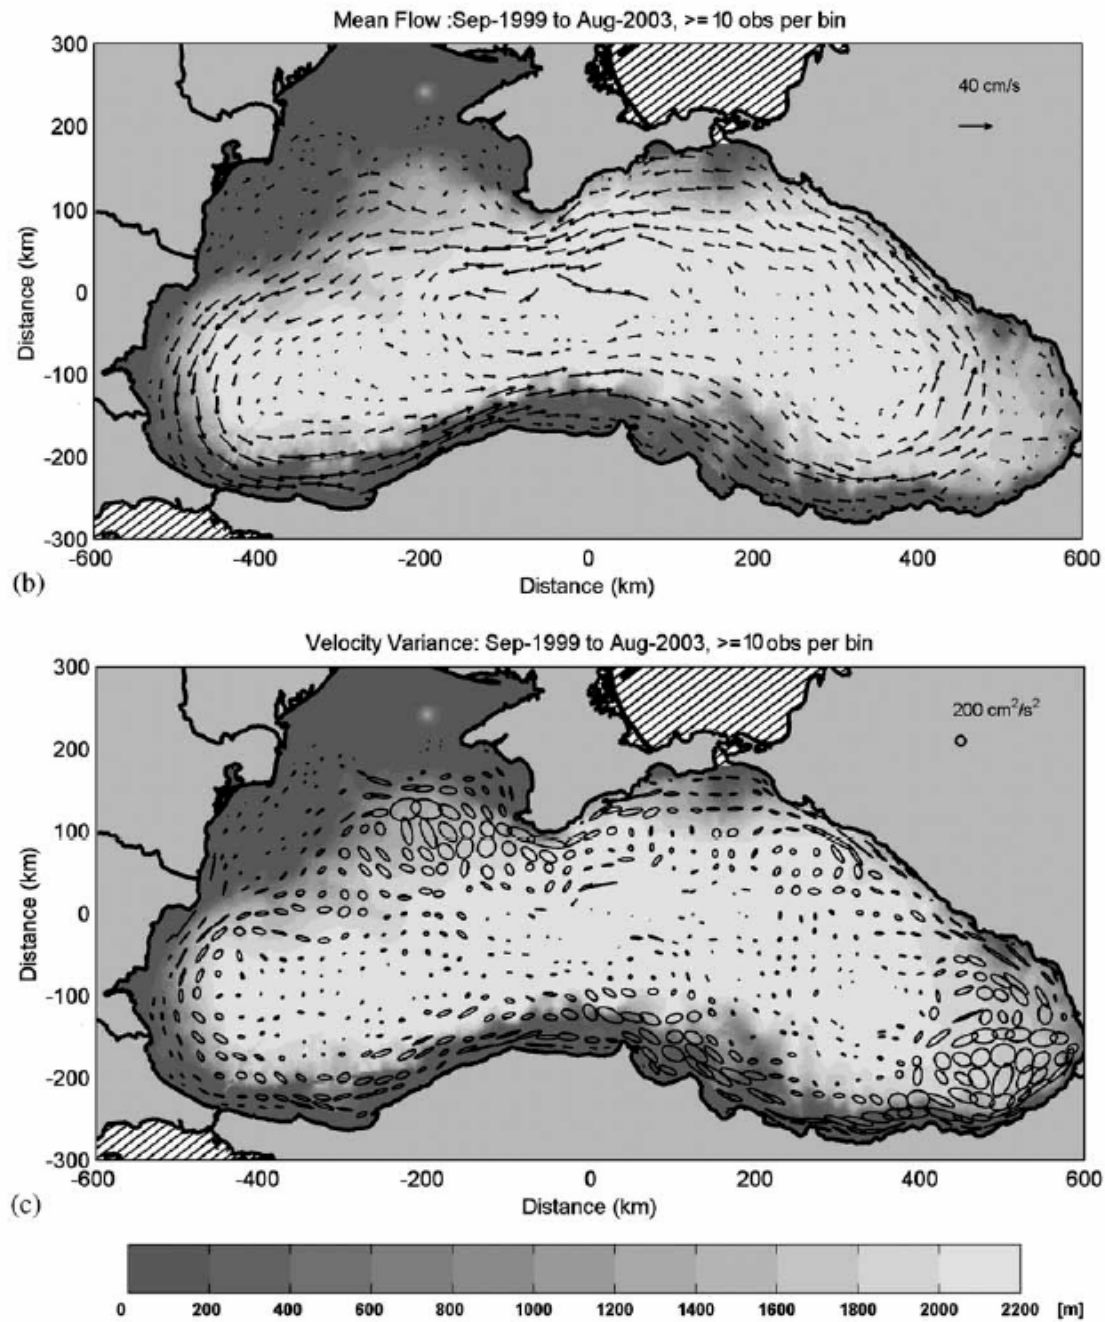 Mean Flow :Sep-1999 to Aug-2003, >=10 obs per bin
300
200
100
0
-100
-200
-300
Distance (km)
40 cm/s
-600
-400
-200
0
200
400
600
Distance (km)
(b)
Velocity Variance: Sep-1999 to Aug-2003, >=10 obs per bin
300
200
100
0
-100
-200
-300
Distance (km)
200 cm²/s²
-600
-400
-200
0
200
400
600
Distance (km)
(c)
0 200 400 600 800 1000 1200 1400 1600 1800 2000 2200 [m]